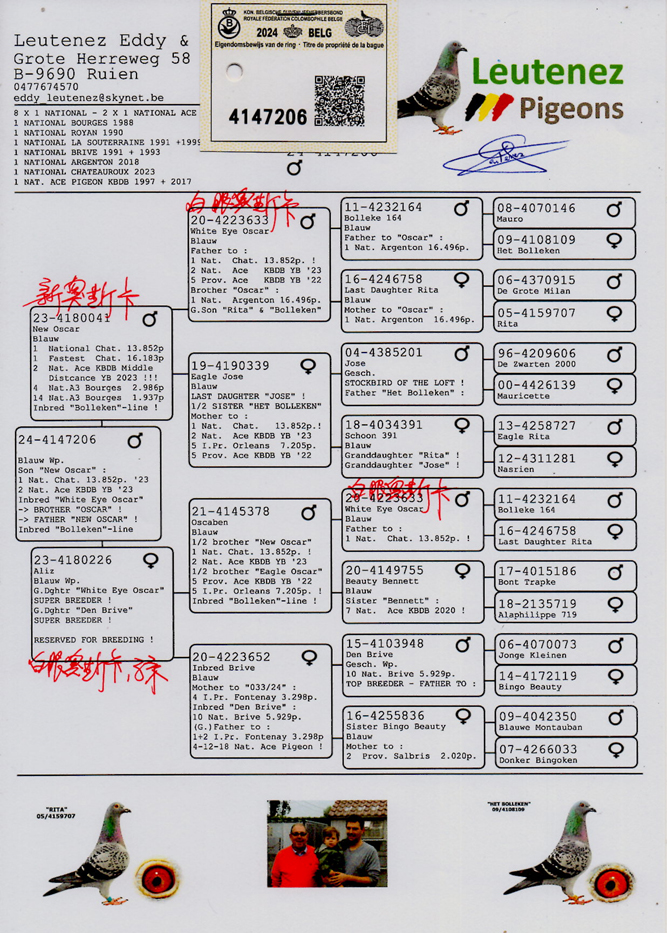 Leutenez Eddy &
Grote Herreweg 58
B-9690 Ruien
0477674570
eddy_leutenez@skynet.be
8 X 1 NATIONAL - 2 X 1 NATIONAL ACE
1 NATIONAL BOURGES 1988
1 NATIONAL ROYAN 1990
1 NATIONAL LA SOUTERRAINE 1991 +1995
1 NATIONAL BRIVE 1991 + 1993
1 NATIONAL ARGENTON 2018
1 NATIONAL CHATEAUROUX 2023
1 NAT. ACE PIGEON KBDB 1997 + 2017
KON. BELGISCHE DUIVENLIEFHEBBERSBOND
ROYALE FÉDÉRATION COLOMBOPHILE BELGE
B
2024 BELG
Eigendomsbewijs van de ring · Titre de propriété de la bague
4147206
Leutenez
Pigeons
24-4147206
新奥斯卡
23-4180041
New Oscar
Blauw
1 National Chat. 13.852p
1 Fastest Chat. 16.183p
2 Nat. Ace KBDB Middle
Distcance YB 2023 !!!
4 Nat.A3 Bourges 2.986p
14 Nat.A3 Bourges 1.937p
Inbred "Bolleken"-line !
24-4147206
Blauw Wp.
Son "New Oscar" :
1 Nat. Chat. 13.852p. '23
2 Nat. Ace KBDB YB '23
Inbred "White Eye Oscar"
-> BROTHER "OSCAR" !
-> FATHER "NEW OSCAR" !
Inbred "Bolleken"-line
23-4180226
Aliz
Blauw Wp.
G.Dghtr "White Eye Oscar"
SUPER BREEDER !
G.Dghtr "Den Brive"
SUPER BREEDER !
RESERVED FOR BREEDING !
白眼奥斯卡,孙
白眼奥斯卡
20-4223633
White Eye Oscar
Blauw
Father to :
1 Nat. Chat. 13.852p. !
2 Nat. Ace KBDB YB '23
5 Prov. Ace KBDB YB '22
Brother "Oscar" :
1 Nat. Argenton 16.496p.
G.Son "Rita" & "Bolleken"
19-4190339
Eagle Jose
Blauw
LAST DAUGHTER "JOSE" !
1/2 SISTER "HET BOLLEKEN"
Mother to :
1 Nat. Chat. 13.852p.!
2 Nat. Ace KBDB YB '23
5 I.Pr. Orleans 7.205p.
5 Prov. Ace KBDB YB '22
21-4145378
Oscaben
Blauw
1/2 brother "New Oscar"
1 Nat. Chat. 13.852p. !
2 Nat. Ace KBDB YB '23
1/2 brother "Eagle Oscar"
5 Prov. Ace KBDB YB '22
5 I.Pr. Orleans 7.205p. !
Inbred "Bolleken"-line !
20-4223652
Inbred Brive
Blauw
Mother to "033/24" :
4 I.Pr. Fontenay 3.298p.
Inbred "Den Brive" :
10 Nat. Brive 5.929p.
(G.)Father to :
1+2 I.Pr. Fontenay 3.298p
4-12-18 Nat. Ace Pigeon !
11-4232164
Bolleke 164
Blauw
Father to "Oscar" :
1 Nat. Argenton 16.496p.
16-4246758
Last Daughter Rita
Blauw
Mother to "Oscar" :
1 Nat. Argenton 16.496p.
04-4385201
Jose
Gesch.
STOCKBIRD OF THE LOFT !
Father "Het Bolleken" :
18-4034391
Schoon 391
Blauw
Granddaughter "Rita" !
Granddaughter "Jose" !
白眼奥斯卡
20-4223633
White Eye Oscar
Blauw
Father to :
1 Nat. Chat. 13.852p. !
20-4149755
Beauty Bennett
Blauw
Sister "Bennett" :
7 Nat. Ace KBDB 2020 !
15-4103948
Den Brive
Gesch. Wp.
10 Nat. Brive 5.929p.
TOP BREEDER - FATHER TO :
16-4255836
Sister Bingo Beauty
Blauw
Mother to :
2 Prov. Salbris 2.020p.
08-4070146
Mauro
09-4108109
Het Bolleken
06-4370915
De Grote Milan
05-4159707
Rita
96-4209606
De Zwarten 2000
00-4426139
Mauricette
13-4258727
Eagle Rita
12-4311281
Nasrien
11-4232164
Bolleke 164
16-4246758
Last Daughter Rita
17-4015186
Bont Trapke
18-2135719
Alaphilippe 719
06-4070073
Jonge Kleinen
14-4172119
Bingo Beauty
09-4042350
Blauwe Montauban
07-4266033
Donker Bingoken
"RITA"
05/4159707
"HET BOLLEKEN"
09/4108109